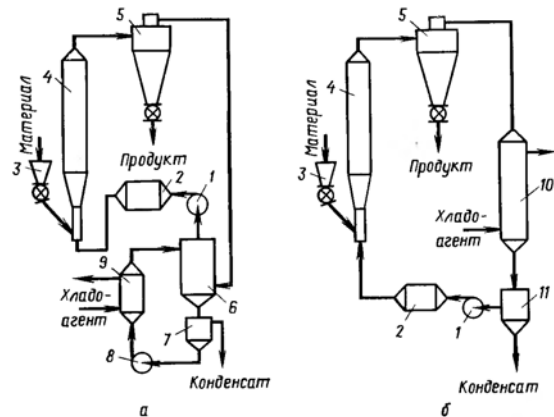 5
4
Материал
3
Продукт
2
1
9
Хладо-
агент
6
7
8
Конденсат
а
5
4
Материал
3
Продукт
10
Хладо-
агент
2
1
11
Конденсат
б